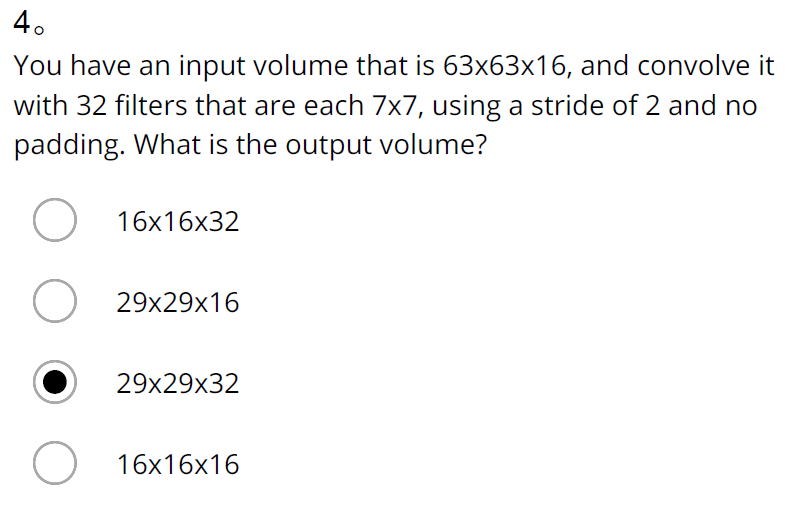 4。
You have an input volume that is 63x63x16, and convolve it
with 32 filters that are each 7x7, using a stride of 2 and no
padding. What is the output volume?
16x16x32
29x29x16
29x29x32
16x16x16